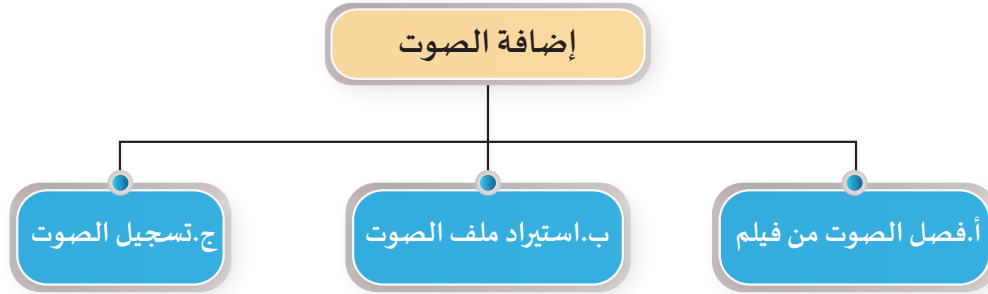 إضافة الصوت
أ.فصل الصوت من فيلم
ب.استيراد ملف الصوت
ج.تسجيل الصوت